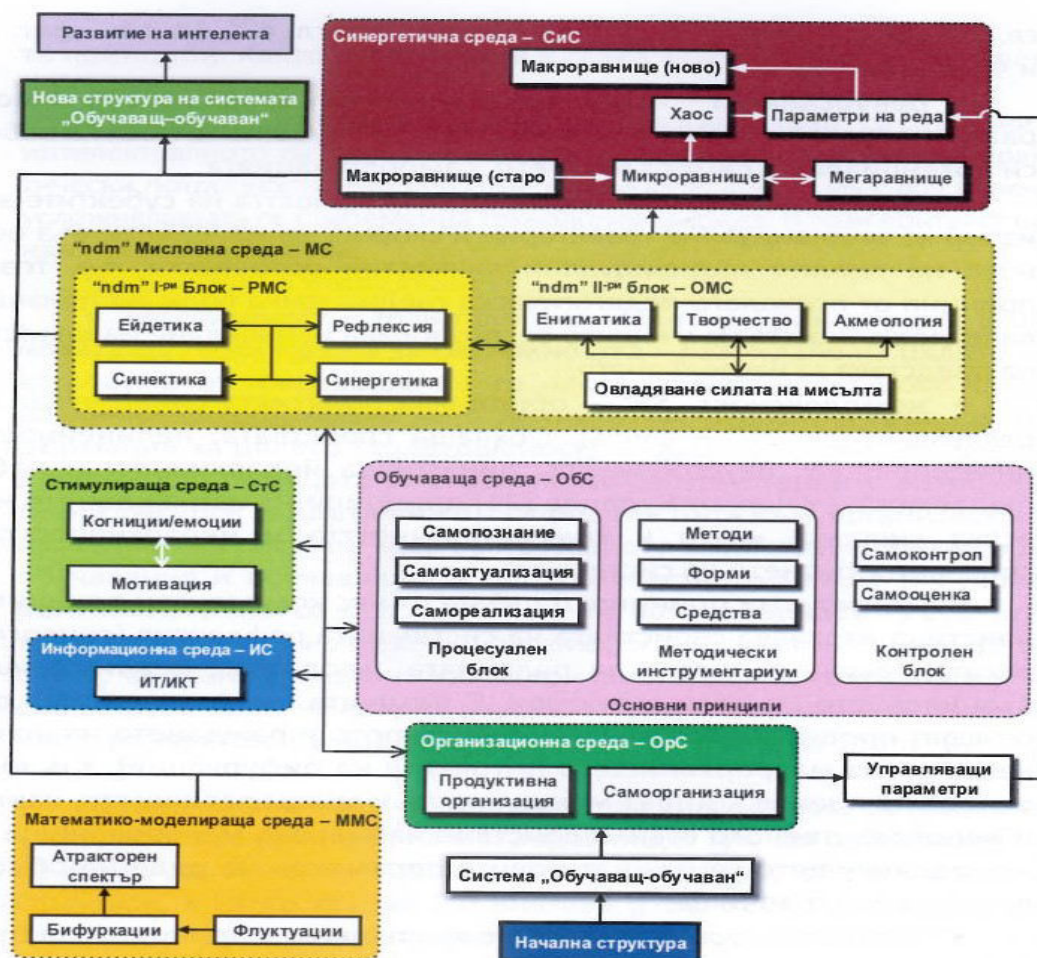 Развитие на интелекта
Нова структура на системата
„Обучаващ–обучаван“
Синергетична среда – СиС
Макроравнище (ново)
Хаос
Параметри на реда
Макроравнище (старо
Микроравнище
Мегаравнище
“ndm” Мисловна среда – МС
“ndm” I-ри Блок – РМС
Ейдетика
Рефлексия
Синектика
Синергетика
“ndm” II-ри блок – ОМС
Енигматика
Творчество
Акмеология
Овладяване силата на мисълта
Стимулираща среда – СтС
Когниции/емоции
Мотивация
Информационна среда – ИС
ИТ/ИКТ
Обучаваща среда – ОбС
Самопознание
Самоактуализация
Самореализация
Процесуален
блок
Методи
Форми
Средства
Методически
инструментариум
Самоконтрол
Самооценка
Контролен
блок
Основни принципи
Организационна среда – ОрС
Продуктивна
организация
Самоорганизация
Управляващи
параметри
Математико-моделираща среда – ММС
Атракторен
спектър
Бифуркации
Флуктуации
Система „Обучаващ-обучаван“
Начална структура